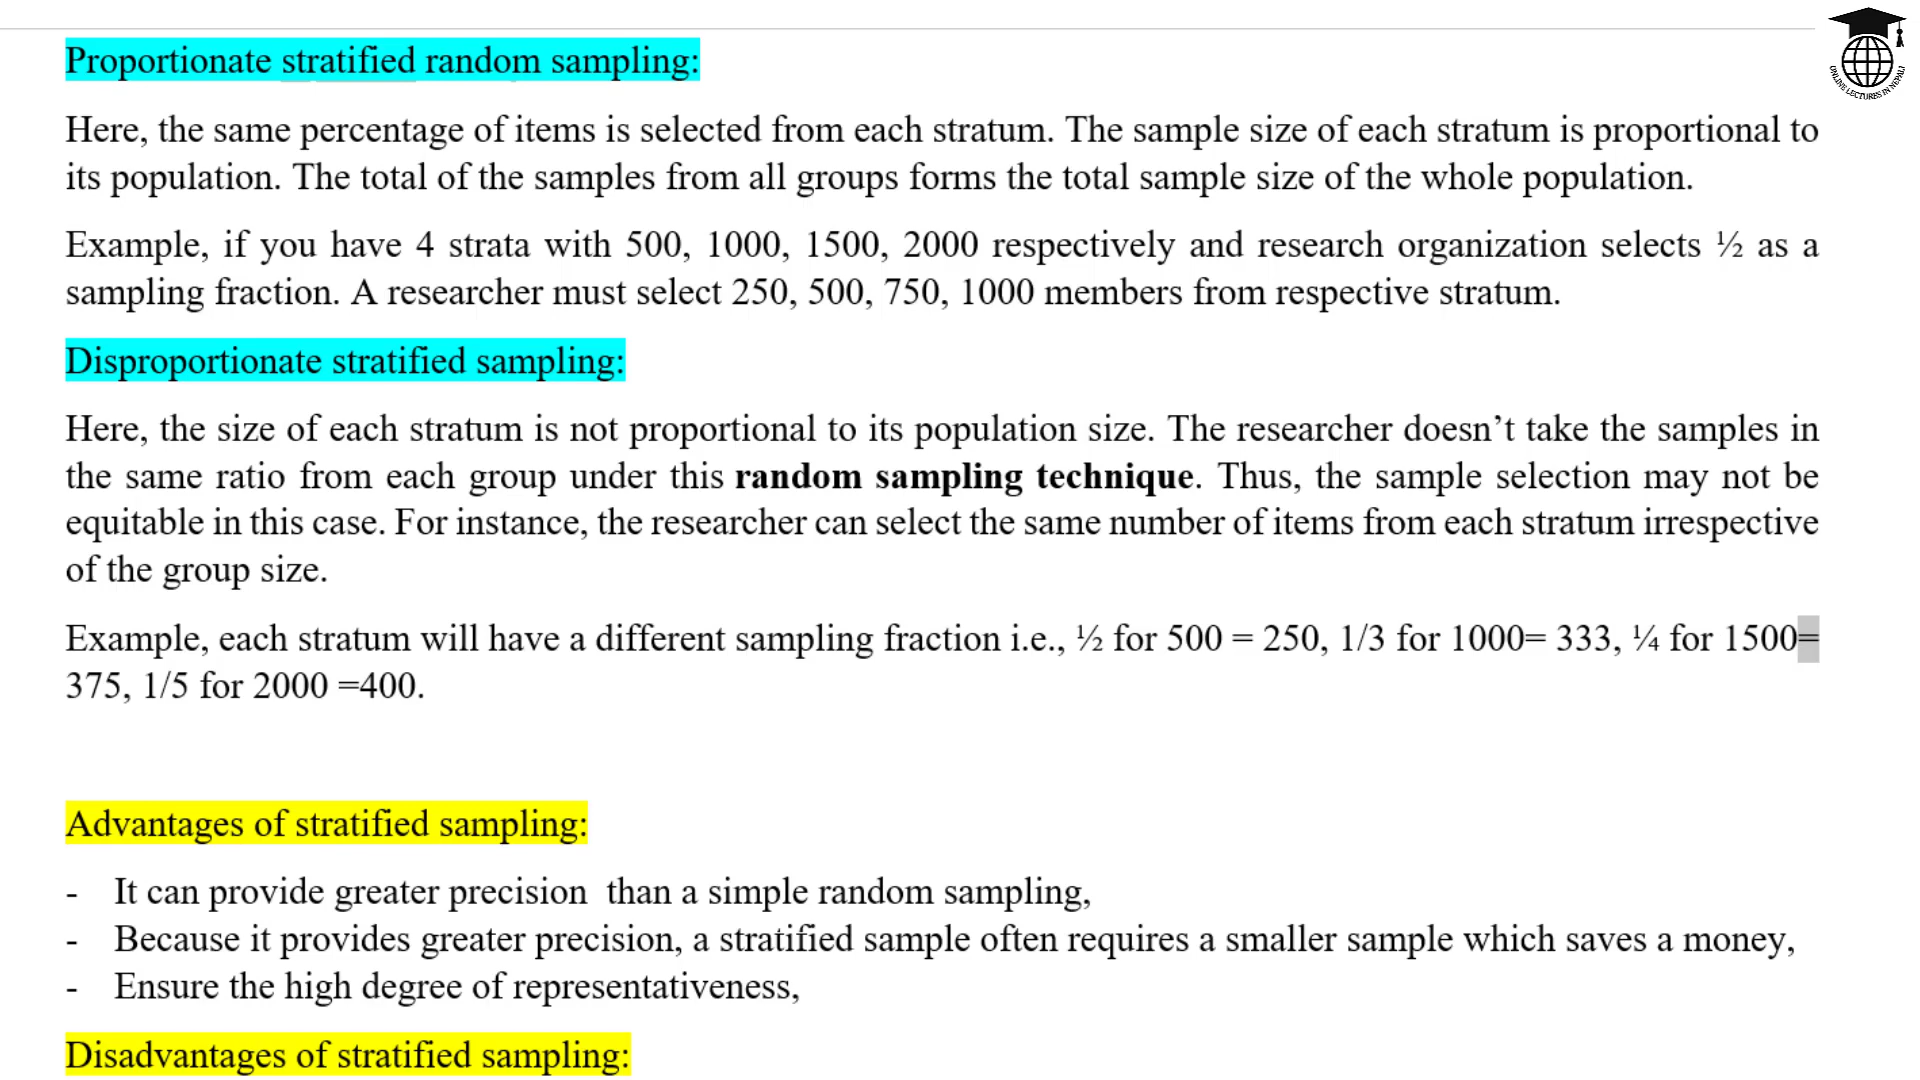 Proportionate stratified random sampling:
Here, the same percentage of items is selected from each stratum. The sample size of each stratum is proportional to
its population. The total of the samples from all groups forms the total sample size of the whole population.
Example, if you have 4 strata with 500, 1000, 1500, 2000 respectively and research organization selects ½ as a
sampling fraction. A researcher must select 250, 500, 750, 1000 members from respective stratum.
Disproportionate stratified sampling:
Here, the size of each stratum is not proportional to its population size. The researcher doesn’t take the samples in
the same ratio from each group under this random sampling technique. Thus, the sample selection may not be
equitable in this case. For instance, the researcher can select the same number of items from each stratum irrespective
of the group size.
Example, each stratum will have a different sampling fraction i.e., ½ for 500 = 250, 1/3 for 1000= 333, ¼ for 1500=
375, 1/5 for 2000 =400.
Advantages of stratified sampling:
- It can provide greater precision  than a simple random sampling,
- Because it provides greater precision, a stratified sample often requires a smaller sample which saves a money,
- Ensure the high degree of representativeness,
Disadvantages of stratified sampling:
ONLINE LECTURES IN NEPALI